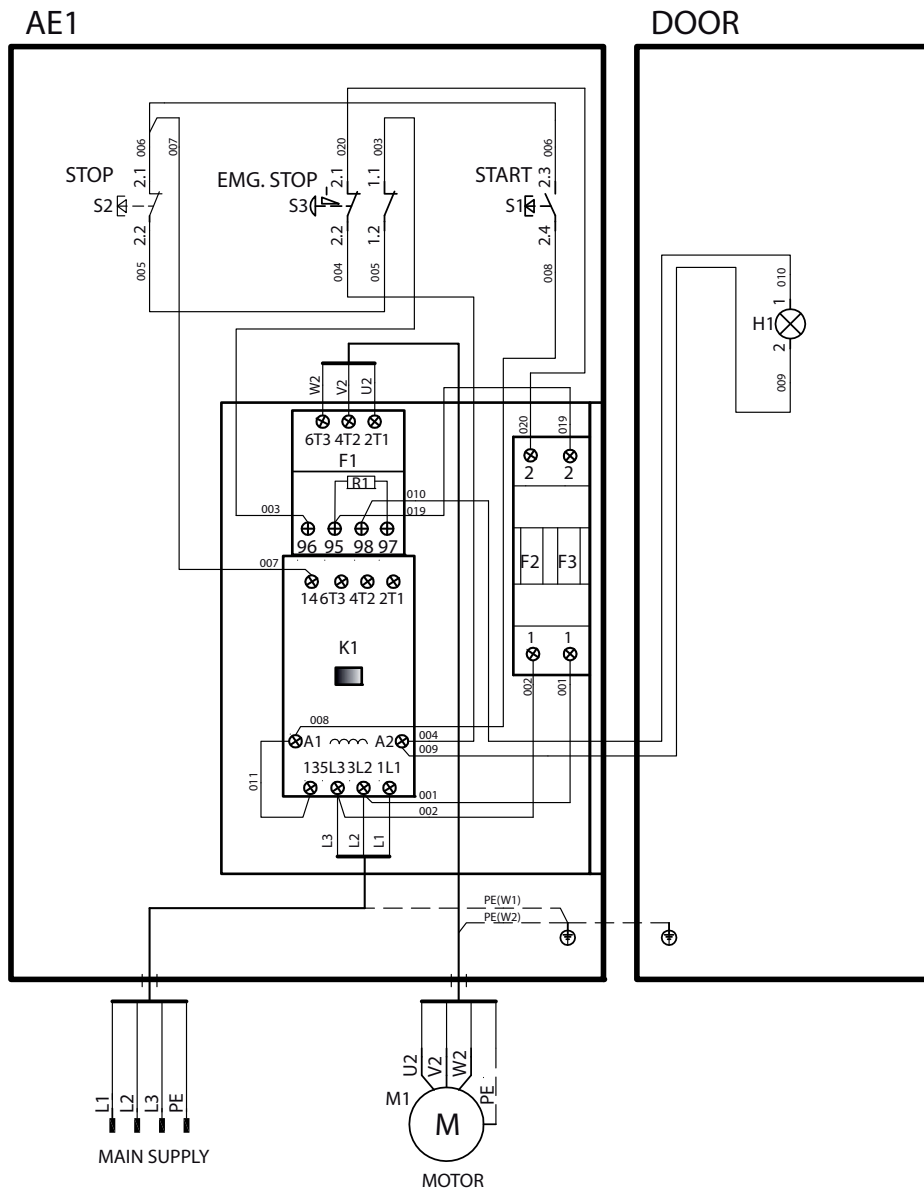 AE1
DOOR
006
007
020
003
006
STOP
2.1
EMG. STOP
2.1
1.1
START
2.3
S2
S3
S1
2.2
2.2
1.2
2.4
005
004
005
008
010
1
H1
2
009
W2
V2
U2
6T3 4T2 2T1
F1
R1
010
003
019
020
019
2
2
96 95 98 97
007
14 6T3 4T2 2T1
F2
F3
K1
1
1
002
001
008
A1
A2
004
009
011
13 5L3 3L2 1L1
001
002
L3
L2
L1
PE(W1)
PE(W2)
L1
L2
L3
PE
U2
V2
W2
PE
M1
M
MAIN SUPPLY
MOTOR